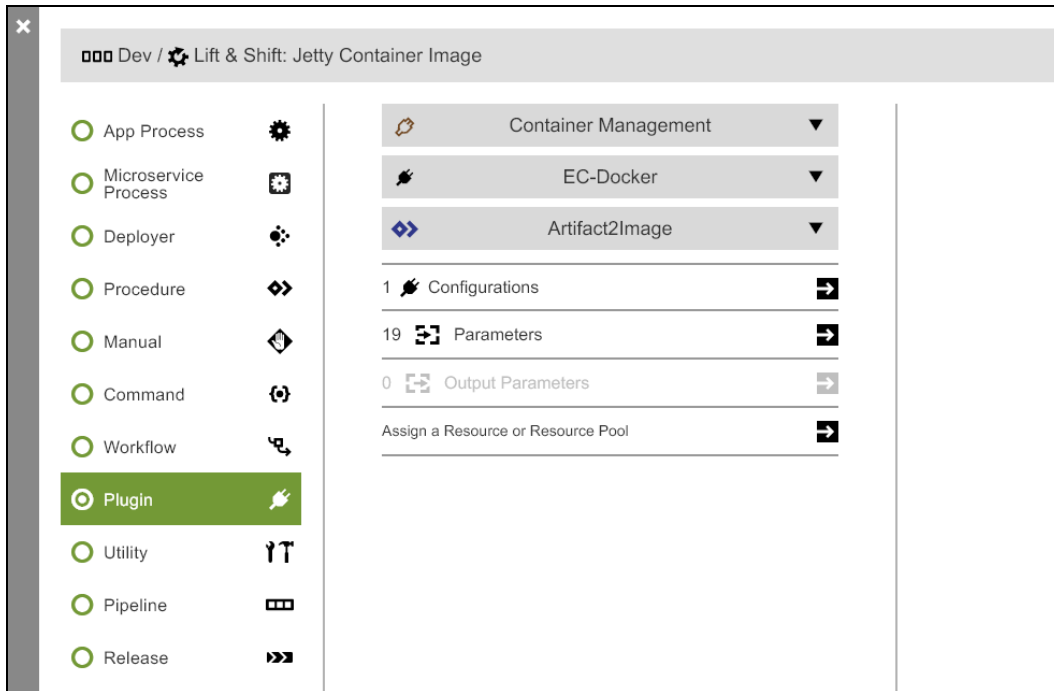 Dev / Lift & Shift: Jetty Container Image
App Process
Microservice
Process
Deployer
Procedure
Manual
Command
Workflow
Plugin
Utility
Pipeline
Release
Container Management
EC-Docker
Artifact2Image
1 Configurations
19 Parameters
0 Output Parameters
Assign a Resource or Resource Pool